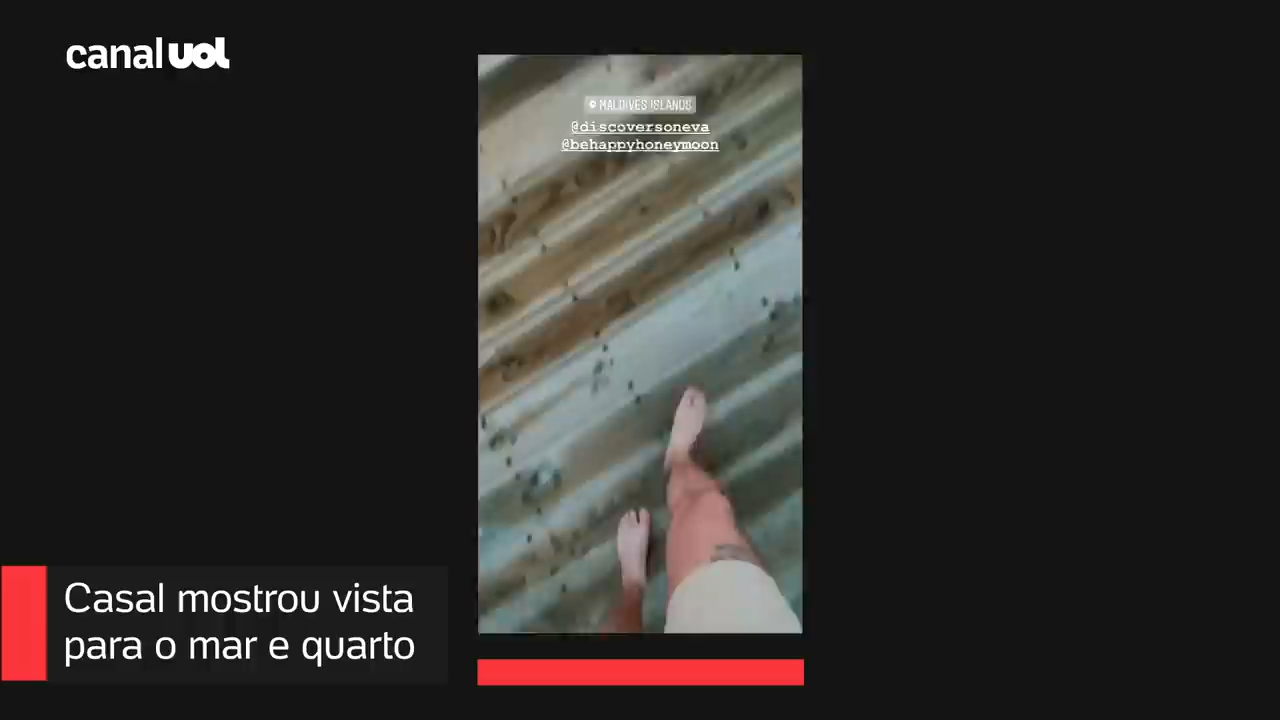 canal uol
MALDIVES ISLANDS
@discoversoneva
@behappyhoneymoon
Casal mostrou vista
para o mar e quarto